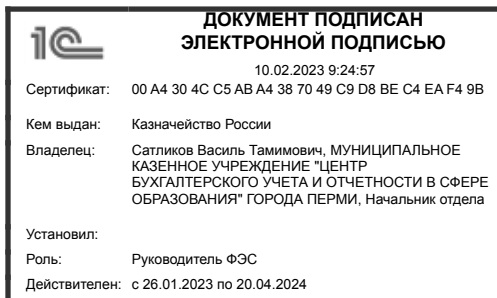 1С
ДОКУМЕНТ ПОДПИСАН
ЭЛЕКТРОННОЙ ПОДПИСЬЮ
10.02.2023 9:24:57
Сертификат: 00 A4 30 4C C5 AB A4 38 70 49 C9 D8 BE C4 EA F4 9B
Кем выдан: Казначейство России
Владелец: Сатликов Василь Тамимович, МУНИЦИПАЛЬНОЕ
КАЗЕННОЕ УЧРЕЖДЕНИЕ "ЦЕНТР
БУХГАЛТЕРСКОГО УЧЕТА И ОТЧЕТНОСТИ В СФЕРЕ
ОБРАЗОВАНИЯ" ГОРОДА ПЕРМИ, Начальник отдела
Установил:
Роль: Руководитель ФЭС
Действителен: с 26.01.2023 по 20.04.2024